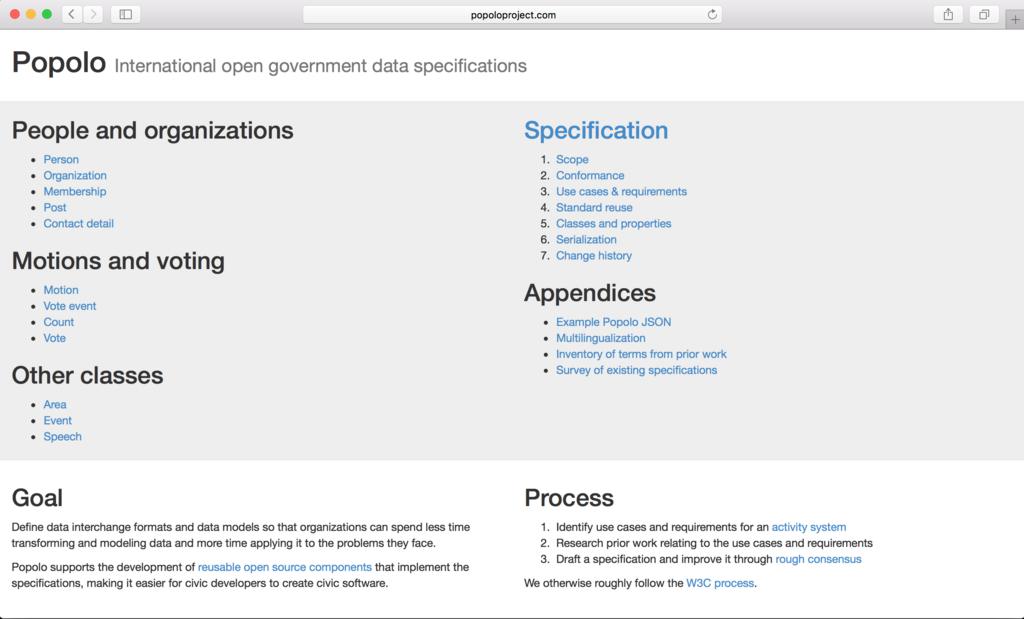 popoloproject.com
Popolo International open government data specifications
People and organizations
Person
Organization
Membership
Post
Contact detail
Motions and voting
Motion
Vote event
Count
Vote
Other classes
Area
Event
Speech
Specification
1. Scope
2. Conformance
3. Use cases & requirements
4. Standard reuse
5. Classes and properties
6. Serialization
7. Change history
Appendices
Example Popolo JSON
Multilingualization
Inventory of terms from prior work
Survey of existing specifications
Goal
Define data interchange formats and data models so that organizations can spend less time
transforming and modeling data and more time applying it to the problems they face.
Popolo supports the development of reusable open source components that implement the
specifications, making it easier for civic developers to create civic software.
Process
1. Identify use cases and requirements for an activity system
2. Research prior work relating to the use cases and requirements
3. Draft a specification and improve it through rough consensus
We otherwise roughly follow the W3C process.